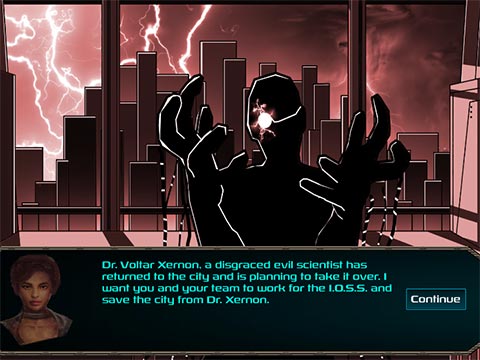 Dr. Voltar Xernon, a disgraced evil scientist has
returned to the city and is planning to take it over. I
want you and your team to work for the I.O.S.S. and
save the city from Dr. Xernon.
Continue